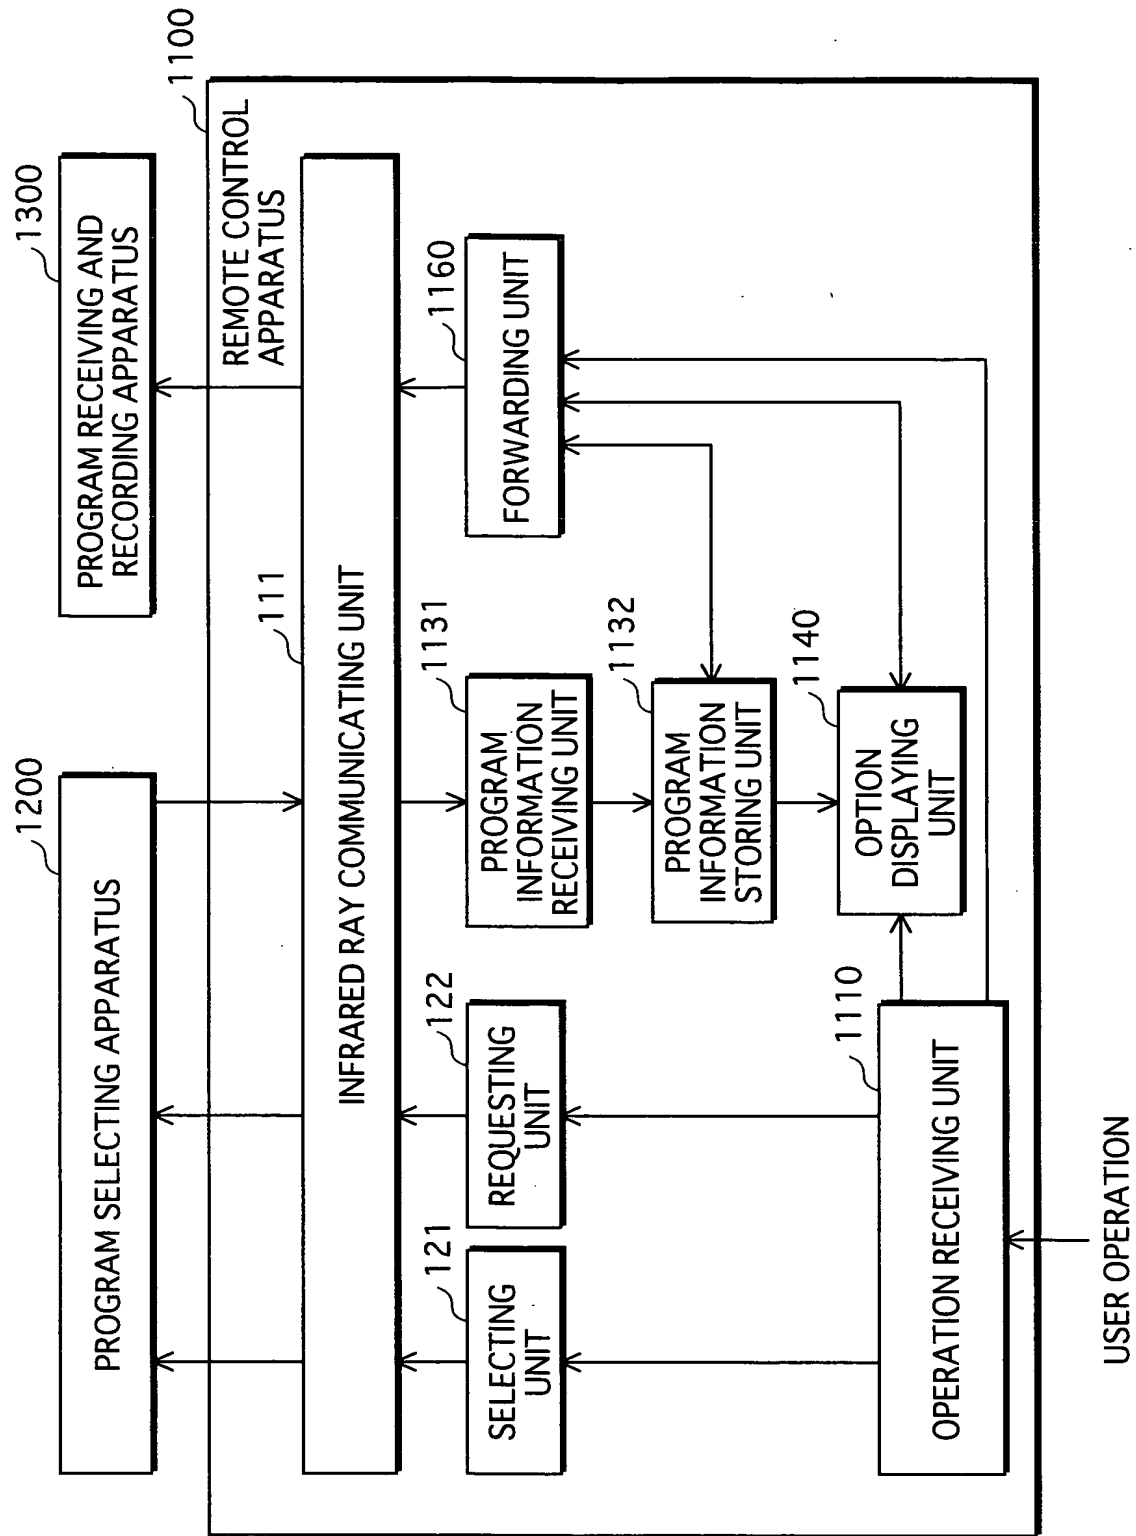 1200
PROGRAM SELECTING APPARATUS
1300
PROGRAM RECEIVING AND
RECORDING APPARATUS
1100
REMOTE CONTROL
APPARATUS
111
INFRARED RAY COMMUNICATING UNIT
121
SELECTING
UNIT
122
REQUESTING
UNIT
1131
PROGRAM
INFORMATION
RECEIVING UNIT
1160
FORWARDING UNIT
1132
PROGRAM
INFORMATION
STORING UNIT
1140
OPTION
DISPLAYING
UNIT
1110
OPERATION RECEIVING UNIT
USER OPERATION